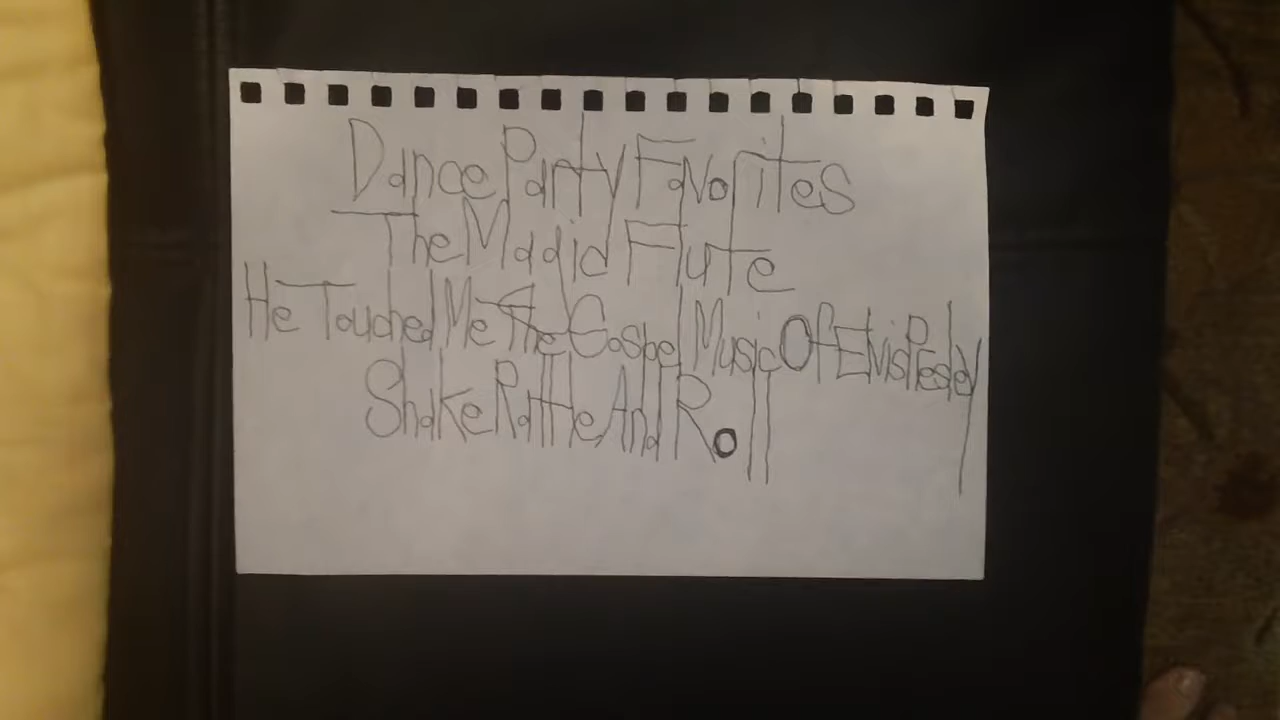 Dance Party Favorites
The Magic Flute
He Touched Me The Gospel Music Of Elvis Presley
Shake Rattle And Roll